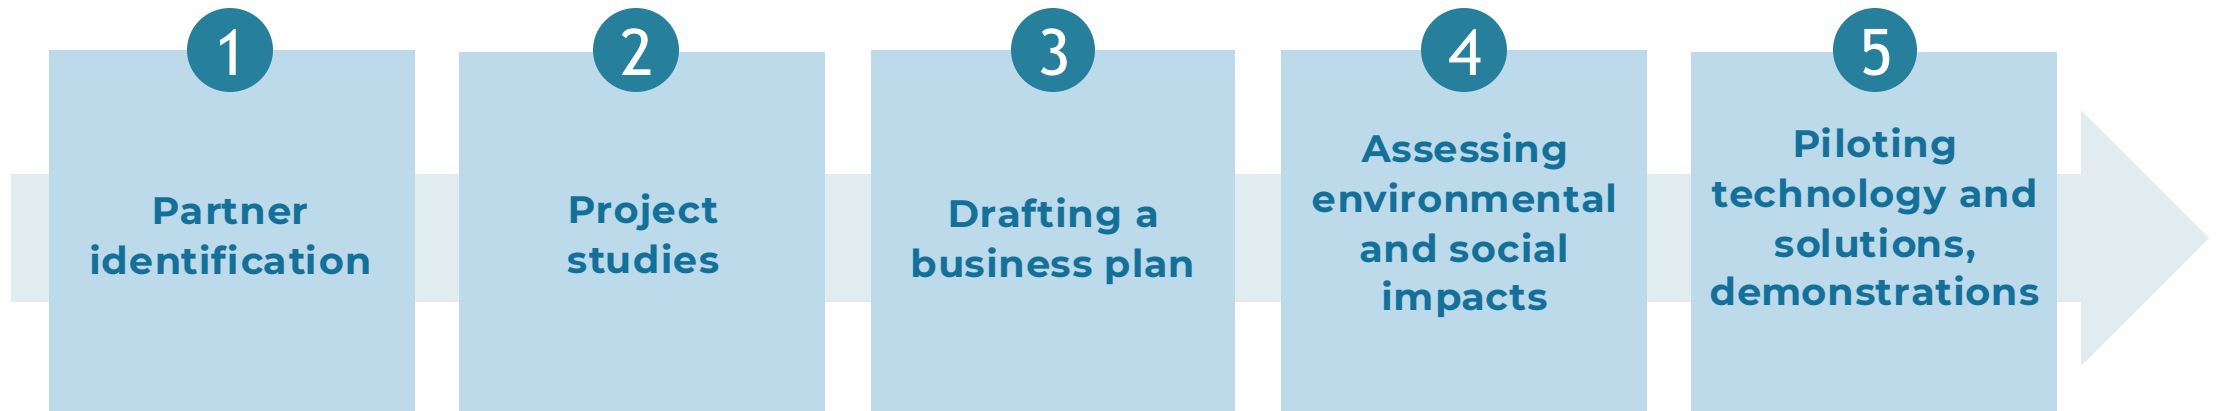 1
Partner
identification
2
Project
studies
3
Drafting a
business plan
4
Assessing
environmental
and social
impacts
5
Piloting
technology and
solutions,
demonstrations